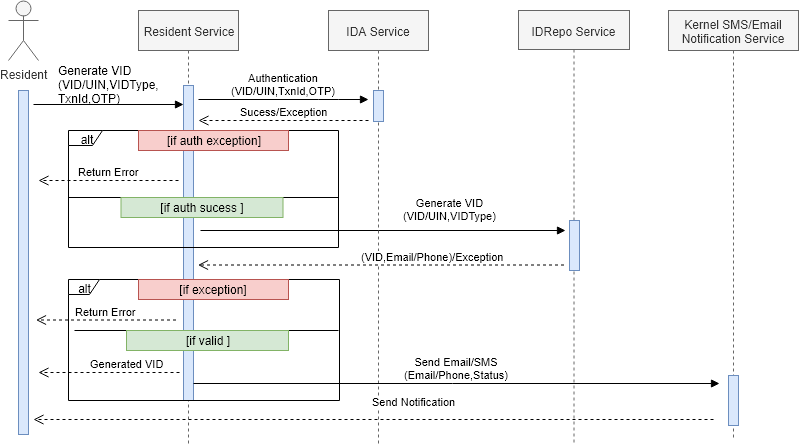 Resident Service
IDA Service
IDRepo Service
Kernel SMS/Email
Notification Service
Resident
Generate VID
(VID/UIN,VIDType,
TxnId,OTP)
Authentication
(VID/UIN,TxnId,OTP)
Sucess/Exception
alt
[if auth exception]
Return Error
[if auth sucess ]
Generate VID
(VID/UIN,VIDType)
(VID,Email/Phone)/Exception
alt
[if exception]
Return Error
[if valid ]
Generated VID
Send Email/SMS
(Email/Phone,Status)
Send Notification